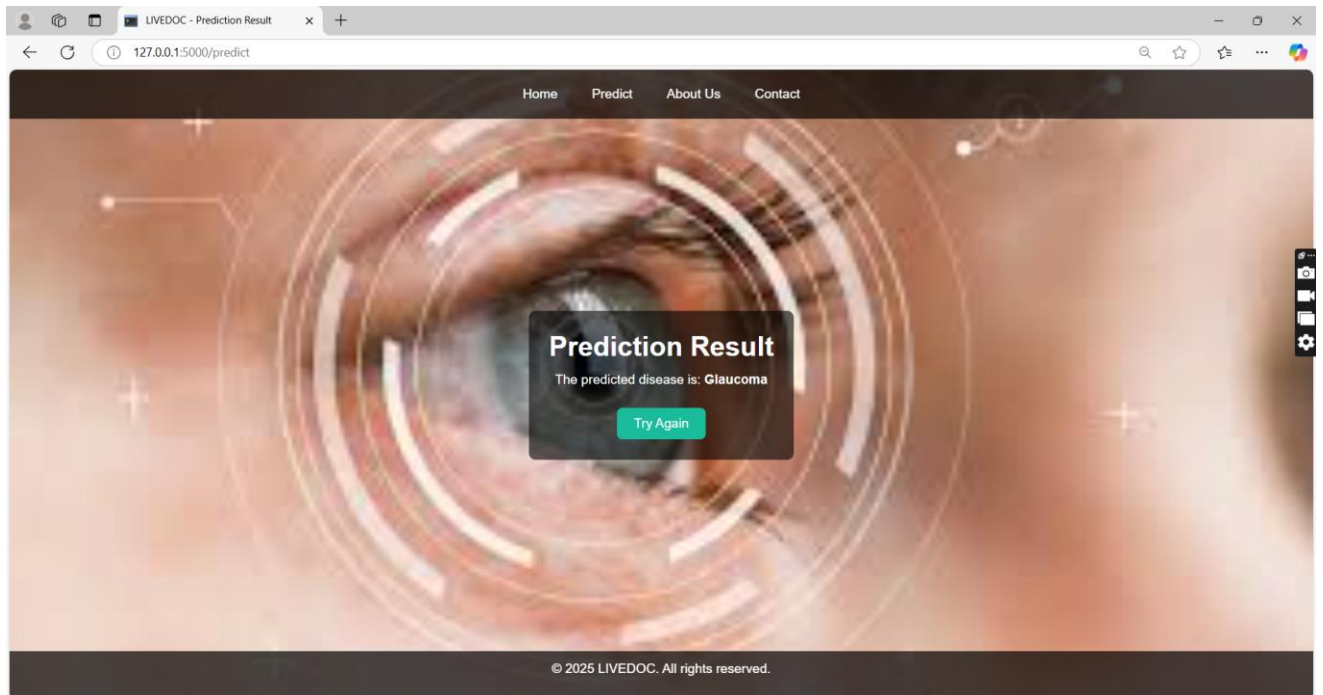 LIVEDOC - Prediction Result
127.0.0.1:5000/predict
Home Predict About Us Contact
Prediction Result
The predicted disease is: Glaucoma
Try Again
© 2025 LIVEDOC. All rights reserved.